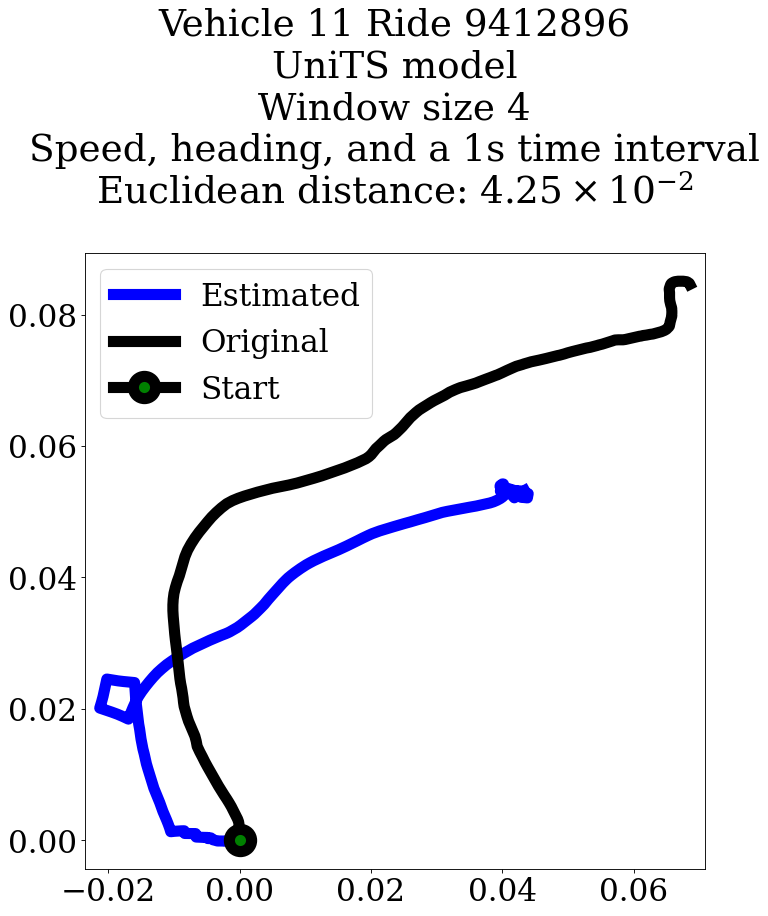 Vehicle 11 Ride 9412896
UniTS model
Window size 4
Speed, heading, and a 1s time interval
Euclidean distance: 4.25 × 10⁻²
Estimated
Original
Start
0.08
0.06
0.04
0.02
0.00
−0.02 0.00 0.02 0.04 0.06